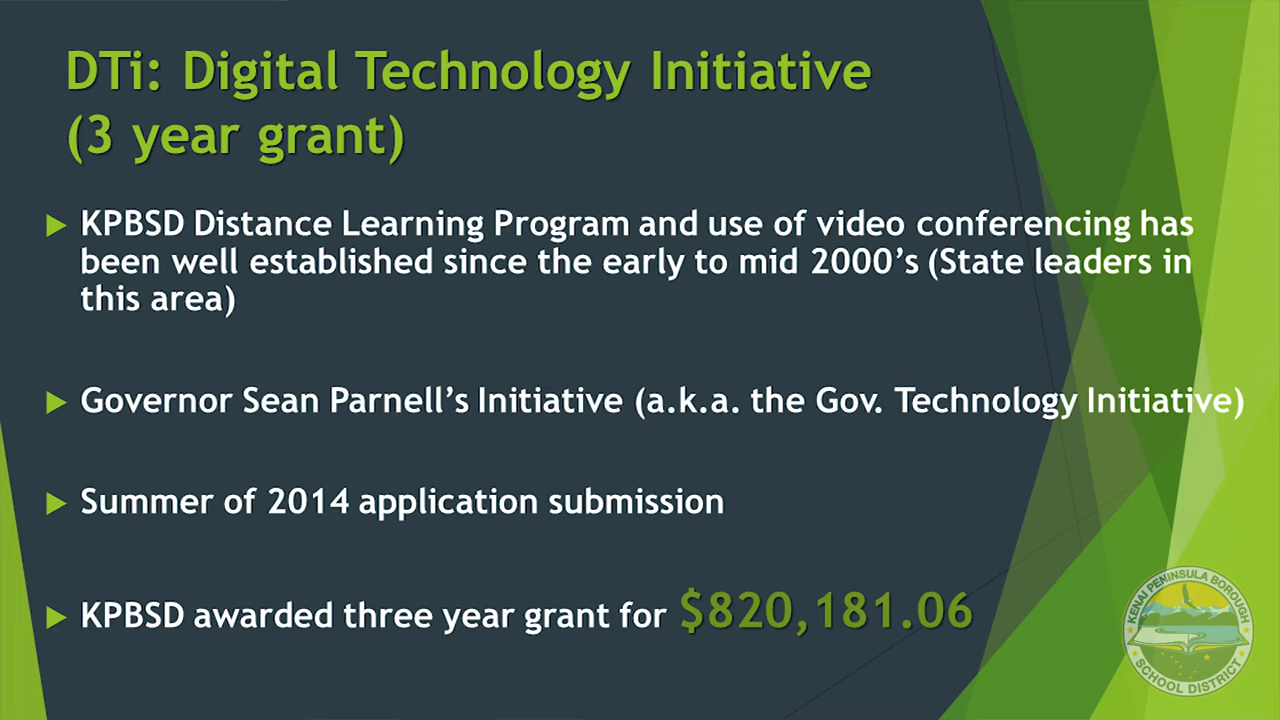 DTi: Digital Technology Initiative
(3 year grant)
KPBSD Distance Learning Program and use of video conferencing has
been well established since the early to mid 2000’s (State leaders in
this area)
Governor Sean Parnell’s Initiative (a.k.a. the Gov. Technology Initiative)
Summer of 2014 application submission
KPBSD awarded three year grant for $820,181.06
KENAI PENINSULA BOROUGH
SCHOOL DISTRICT